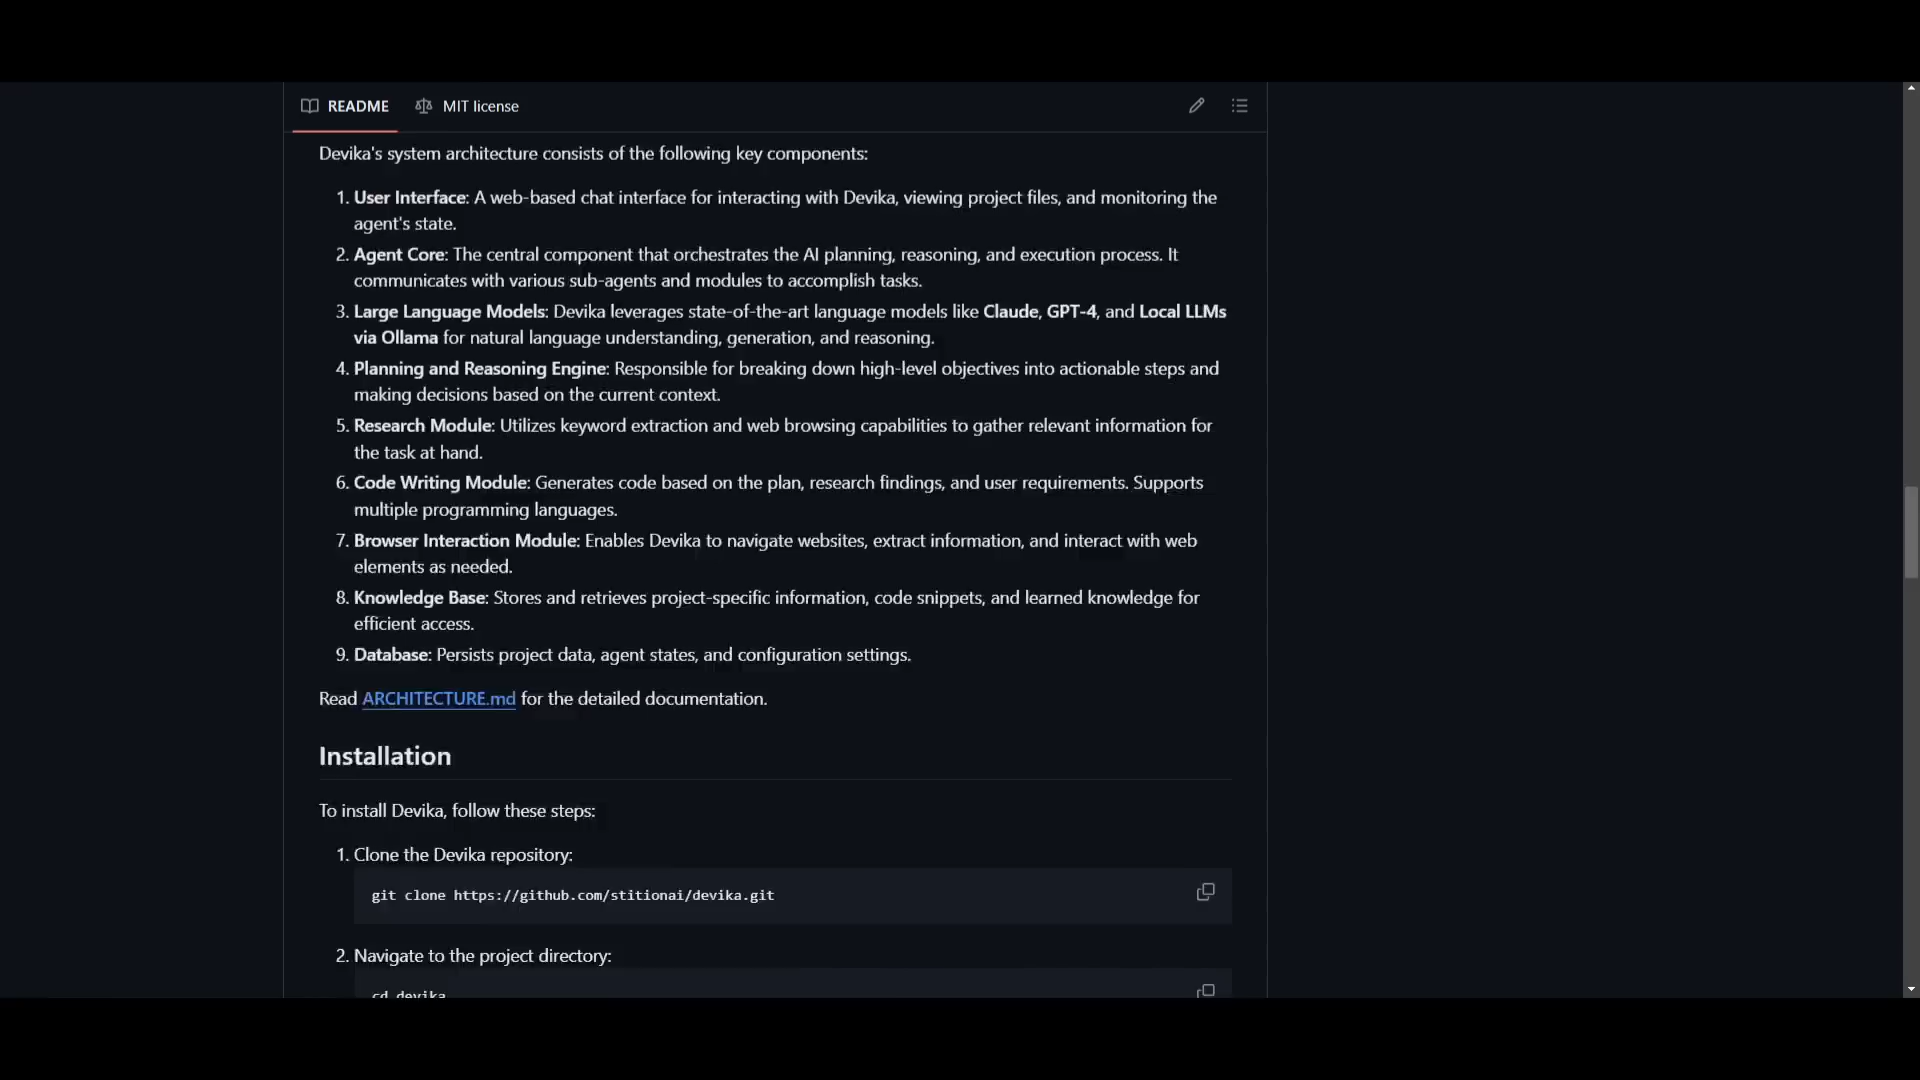 README MIT license
Devika's system architecture consists of the following key components:
1. User Interface: A web-based chat interface for interacting with Devika, viewing project files, and monitoring the
agent's state.
2. Agent Core: The central component that orchestrates the AI planning, reasoning, and execution process. It
communicates with various sub-agents and modules to accomplish tasks.
3. Large Language Models: Devika leverages state-of-the-art language models like Claude, GPT-4, and Local LLMs
via Ollama for natural language understanding, generation, and reasoning.
4. Planning and Reasoning Engine: Responsible for breaking down high-level objectives into actionable steps and
making decisions based on the current context.
5. Research Module: Utilizes keyword extraction and web browsing capabilities to gather relevant information for
the task at hand.
6. Code Writing Module: Generates code based on the plan, research findings, and user requirements. Supports
multiple programming languages.
7. Browser Interaction Module: Enables Devika to navigate websites, extract information, and interact with web
elements as needed.
8. Knowledge Base: Stores and retrieves project-specific information, code snippets, and learned knowledge for
efficient access.
9. Database: Persists project data, agent states, and configuration settings.
Read ARCHITECTURE.md for the detailed documentation.
Installation
To install Devika, follow these steps:
1. Clone the Devika repository:
git clone https://github.com/stitionai/devika.git
2. Navigate to the project directory:
cd devika